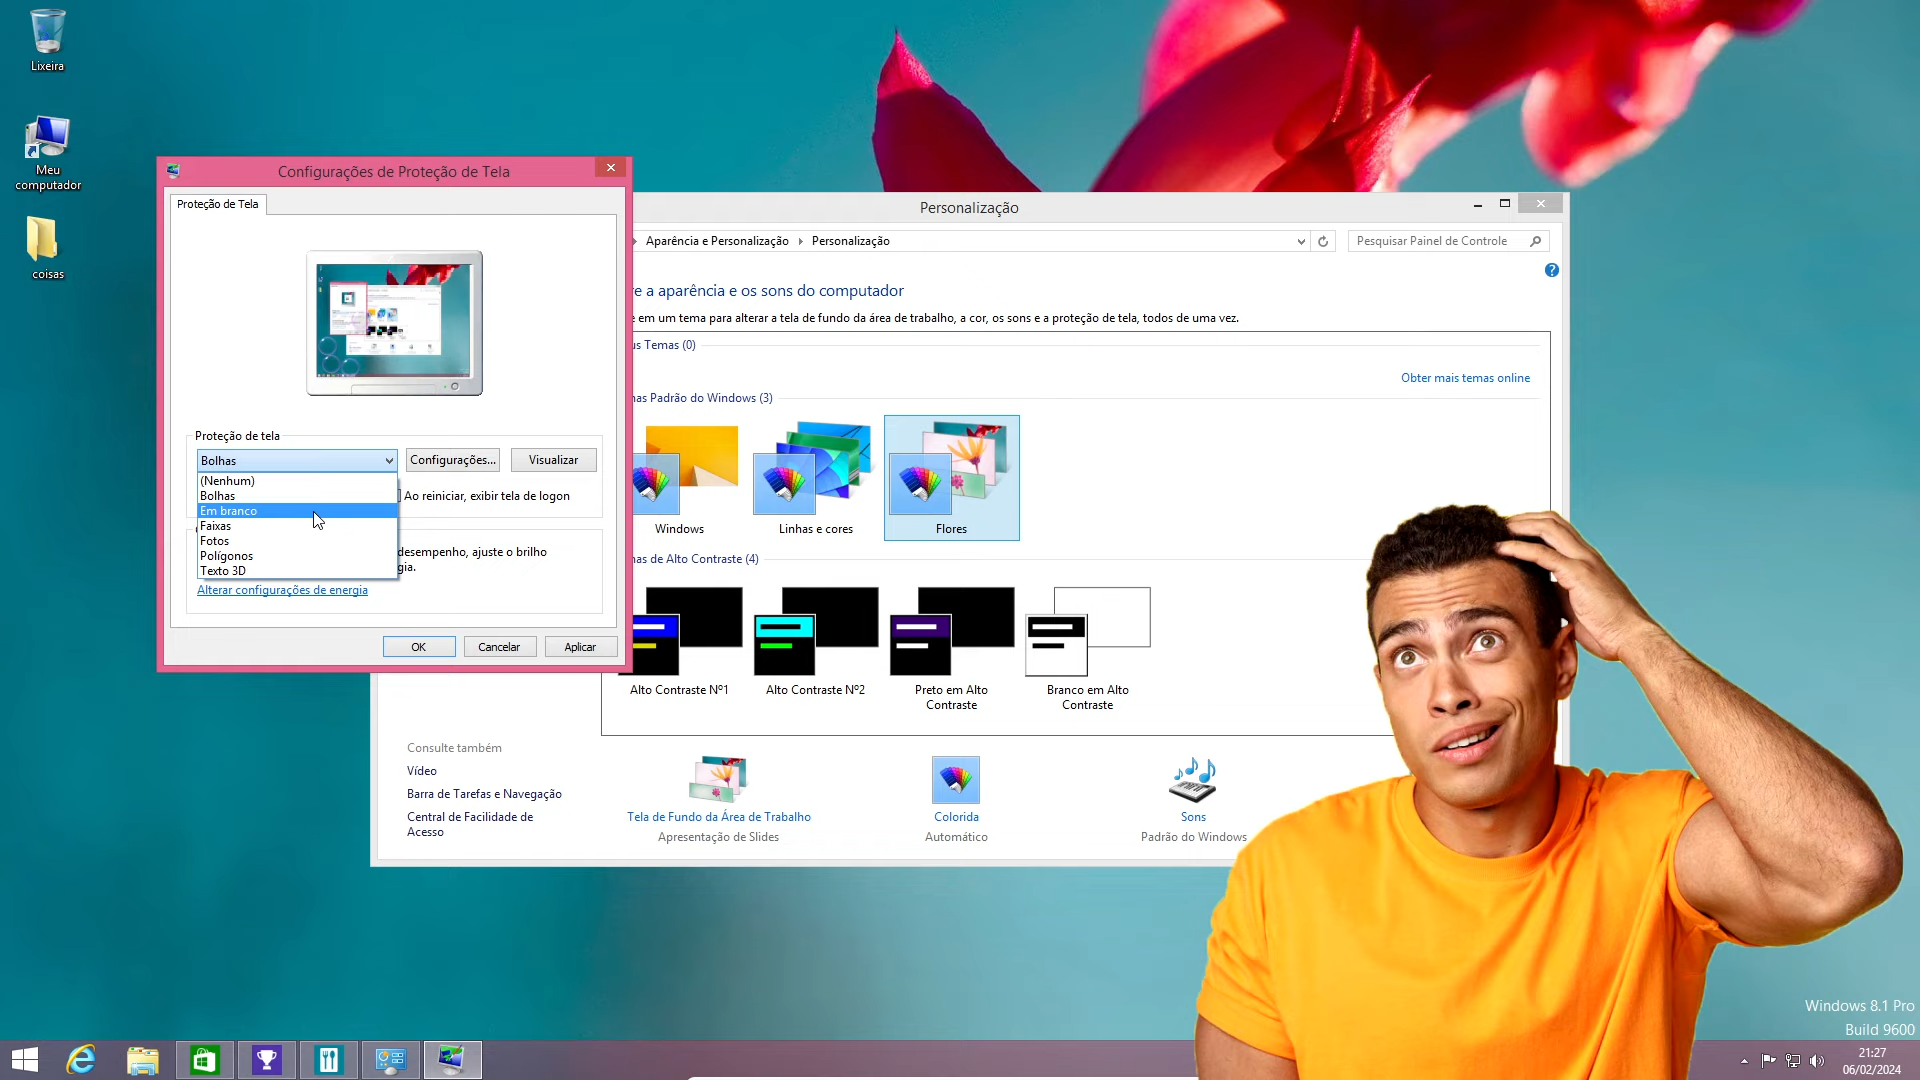 Lixeira
Meu
computador
coisas
Configurações de Proteção de Tela
Proteção de Tela
Proteção de tela
Bolhas
Configurações...
Visualizar
(Nenhum)
Bolhas
Em branco
Faixas
Fotos
Polígonos
Texto 3D
Ao reiniciar, exibir tela de logon
desempenho, ajuste o brilho
gia.
Alterar configurações de energia
OK
Cancelar
Aplicar
Personalização
Aparência e Personalização
Personalização
Pesquisar Painel de Controle
re a aparência e os sons do computador
e em um tema para alterar a tela de fundo da área de trabalho, a cor, os sons e a proteção de tela, todos de uma vez.
us Temas (0)
Obter mais temas online
nas Padrão do Windows (3)
Windows
Linhas e cores
Flores
nas de Alto Contraste (4)
Alto Contraste Nº1
Alto Contraste Nº2
Preto em Alto
Contraste
Branco em Alto
Contraste
Consulte também
Vídeo
Barra de Tarefas e Navegação
Central de Facilidade de
Acesso
Tela de Fundo da Área de Trabalho
Apresentação de Slides
Colorida
Automático
Sons
Padrão do Windows
Windows 8.1 Pro
Build 9600
21:27
06/02/2024